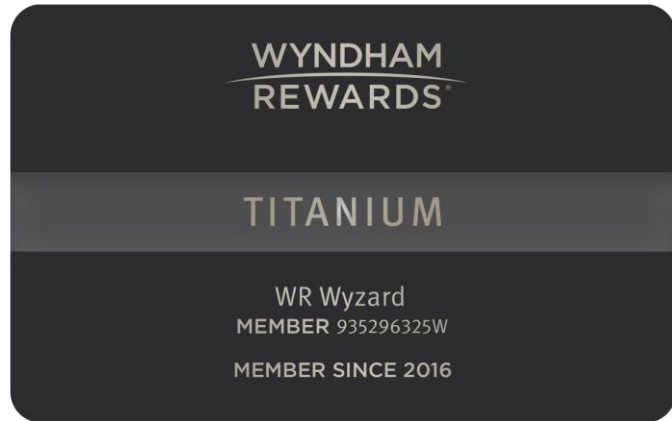 WYNDHAM
REWARDS®
TITANIUM
WR Wyzard
MEMBER 935296325W
MEMBER SINCE 2016